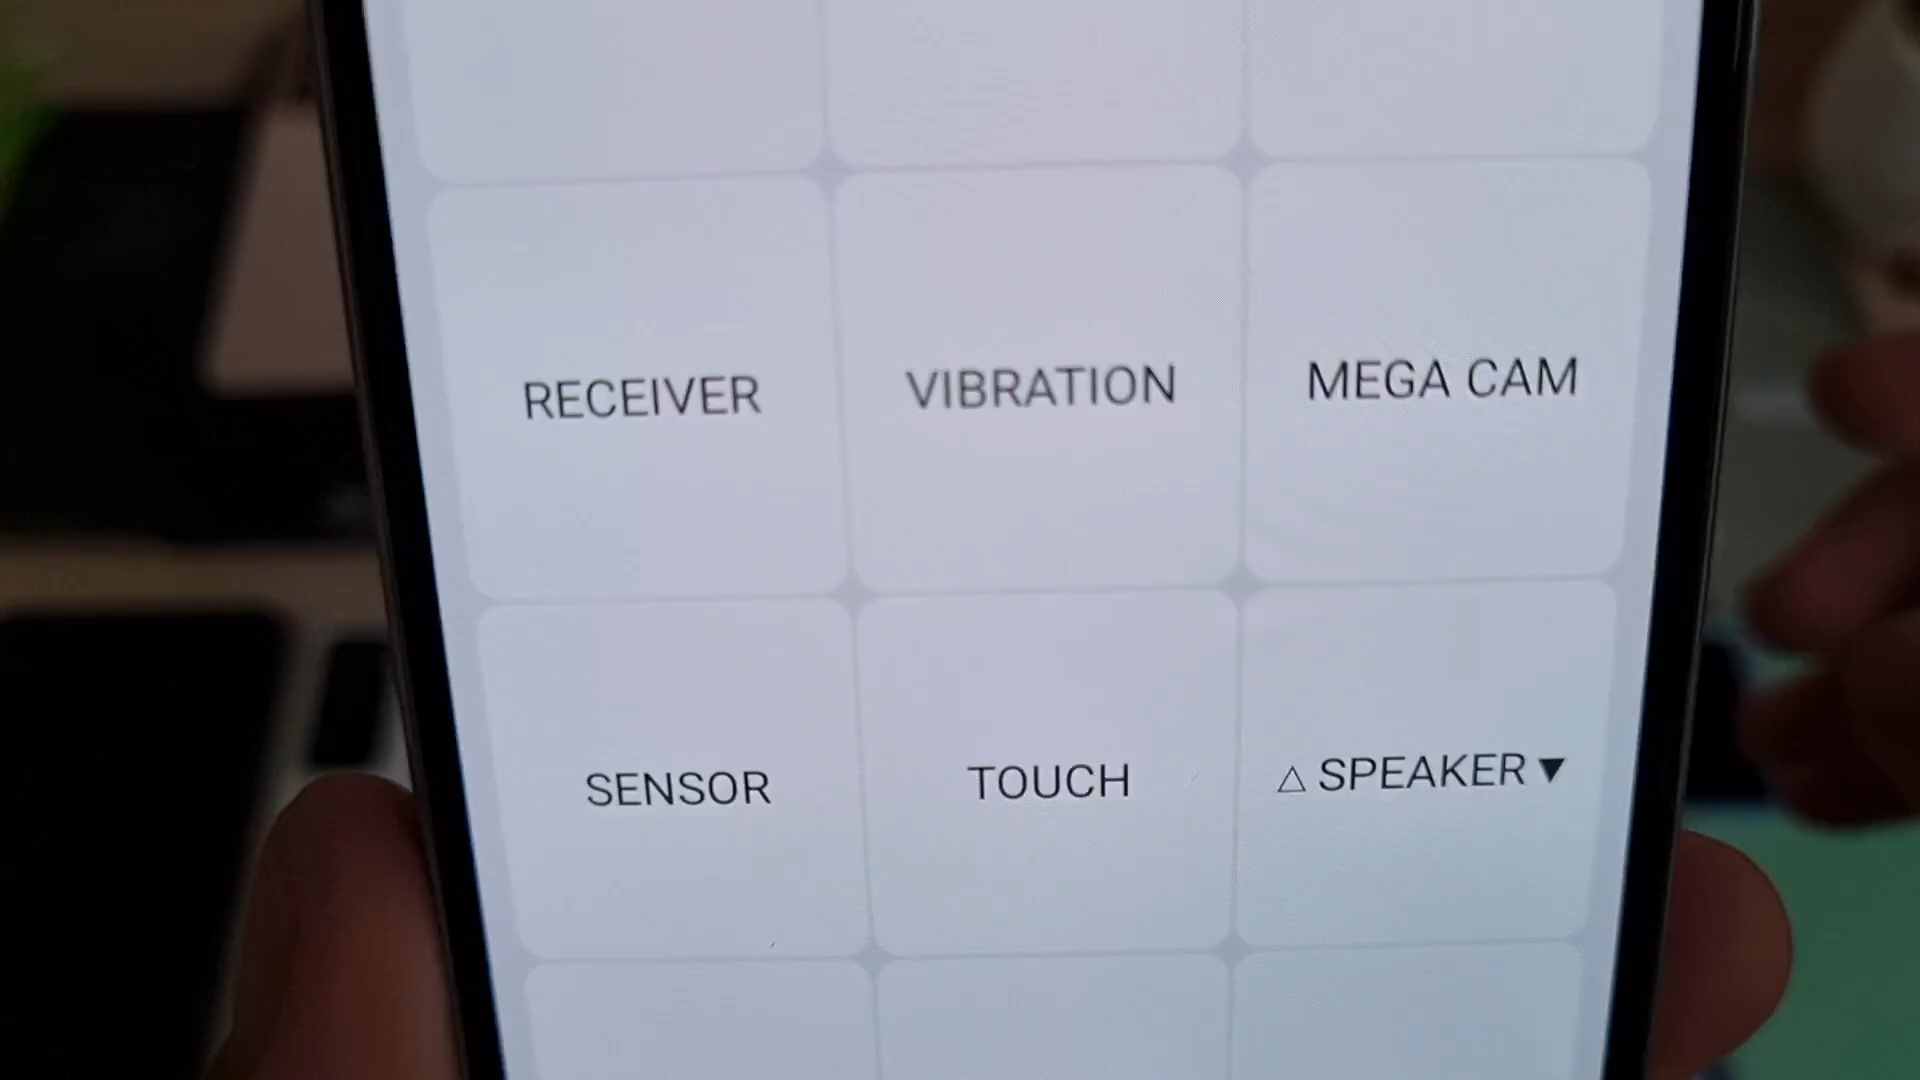 RECEIVER VIBRATION MEGA CAM
SENSOR TOUCH △ SPEAKER ▼